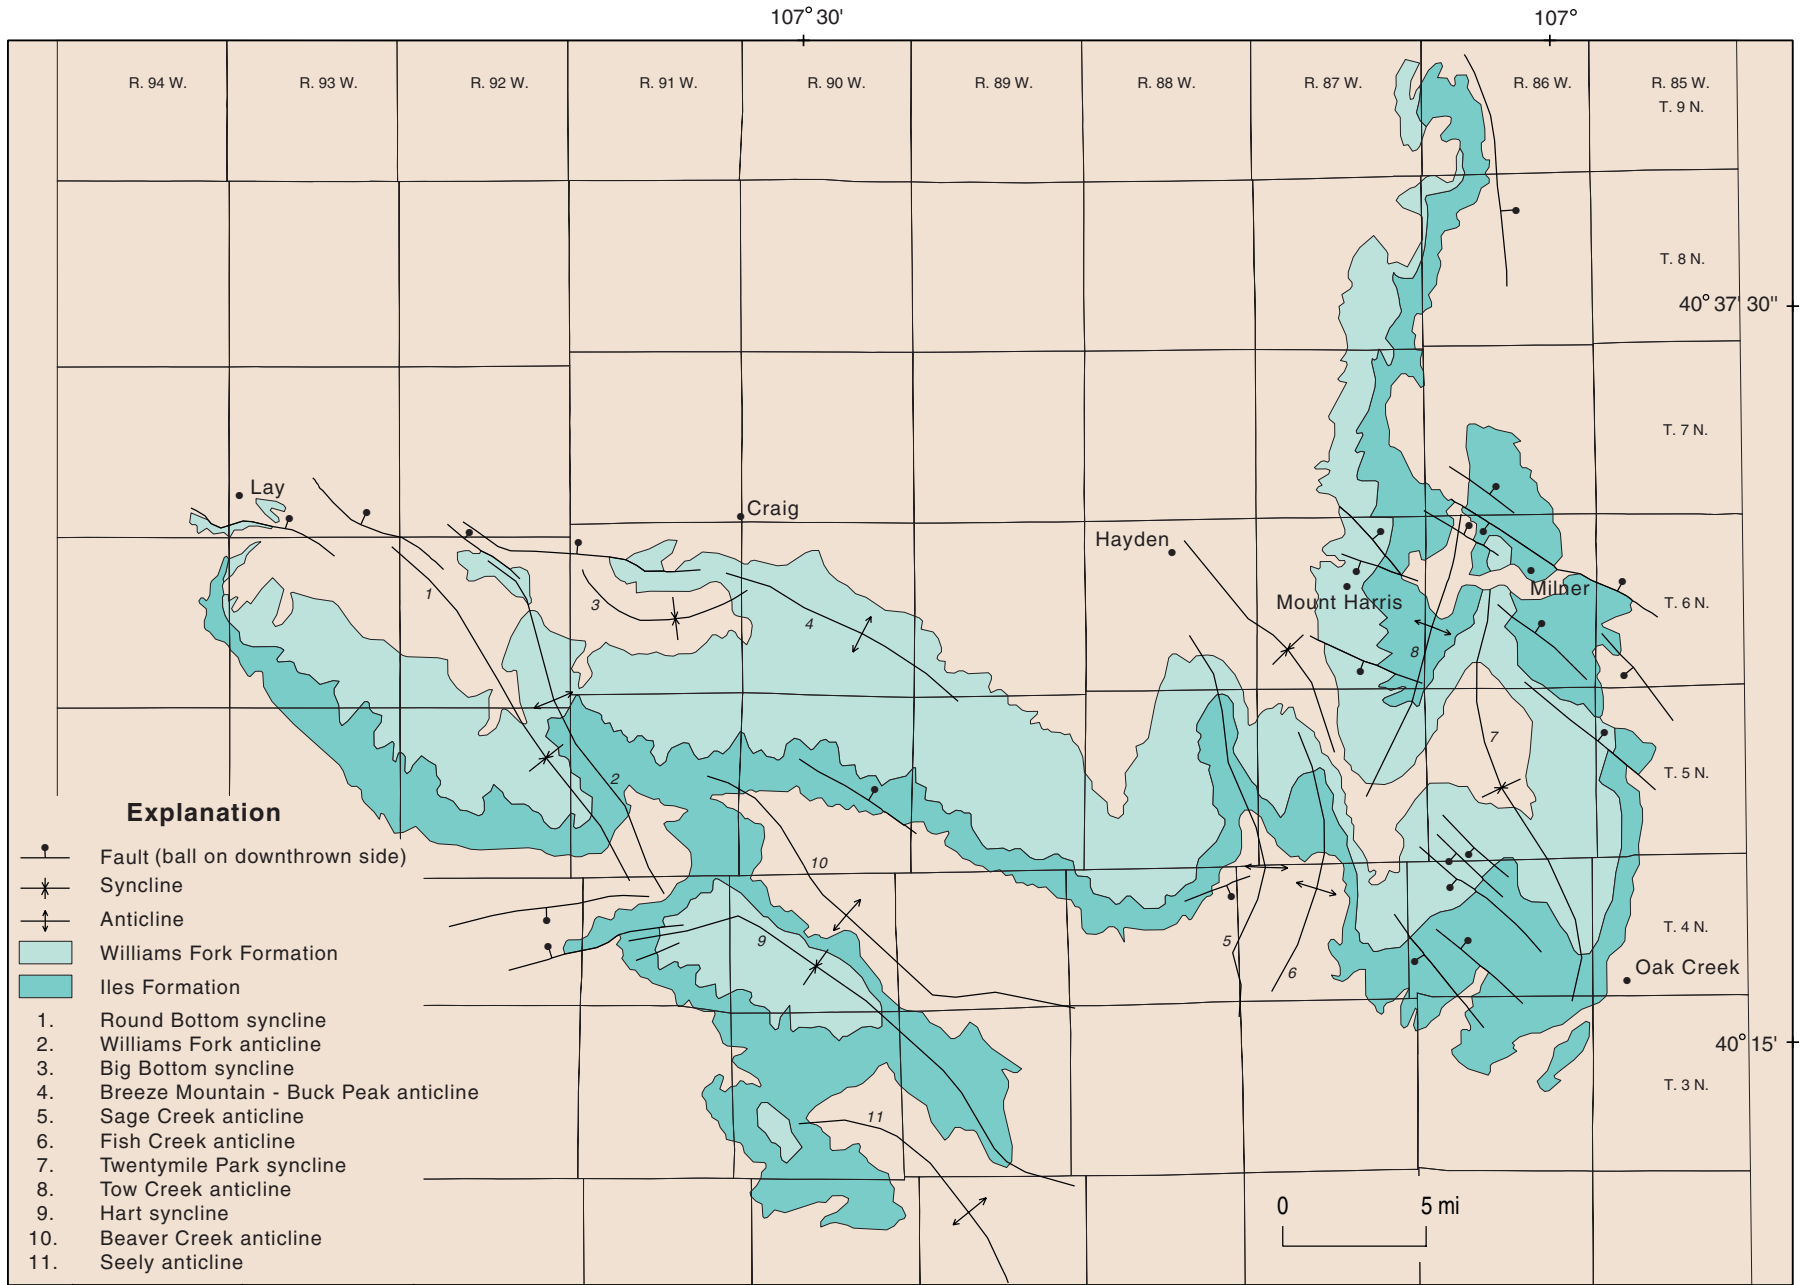 107° 30'
107°
R. 94 W.
R. 93 W.
R. 92 W.
R. 91 W.
R. 90 W.
R. 89 W.
R. 88 W.
R. 87 W.
R. 86 W.
R. 85 W.
T. 9 N.
T. 8 N.
40° 37' 30"
T. 7 N.
Lay
Craig
Hayden
Milner
Mount Harris
T. 6 N.
1
3
4
8
7
T. 5 N.
2
10
9
5
6
T. 4 N.
Oak Creek
40° 15'
T. 3 N.
11
0
5 mi
Explanation
Fault (ball on downthrown side)
Syncline
Anticline
Williams Fork Formation
Iles Formation
1. Round Bottom syncline
2. Williams Fork anticline
3. Big Bottom syncline
4. Breeze Mountain - Buck Peak anticline
5. Sage Creek anticline
6. Fish Creek anticline
7. Twentymile Park syncline
8. Tow Creek anticline
9. Hart syncline
10. Beaver Creek anticline
11. Seely anticline